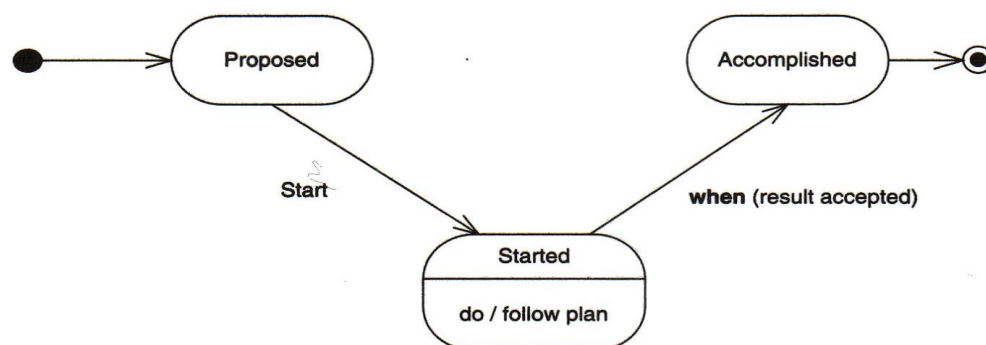 Proposed
Accomplished
Start
when (result accepted)
Started
do / follow plan